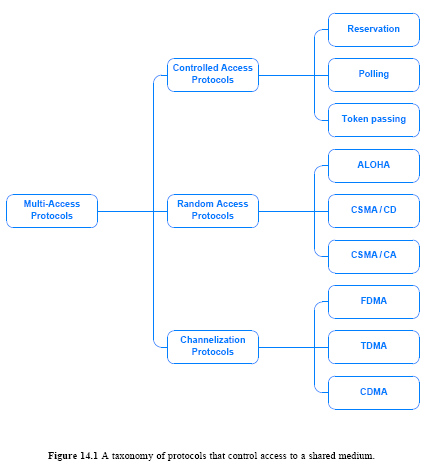 Reservation
Controlled Access
Protocols
Polling
Token passing
ALOHA
Multi-Access
Protocols
Random Access
Protocols
CSMA / CD
CSMA / CA
FDMA
Channelization
Protocols
TDMA
CDMA
Figure 14.1 A taxonomy of protocols that control access to a shared medium.